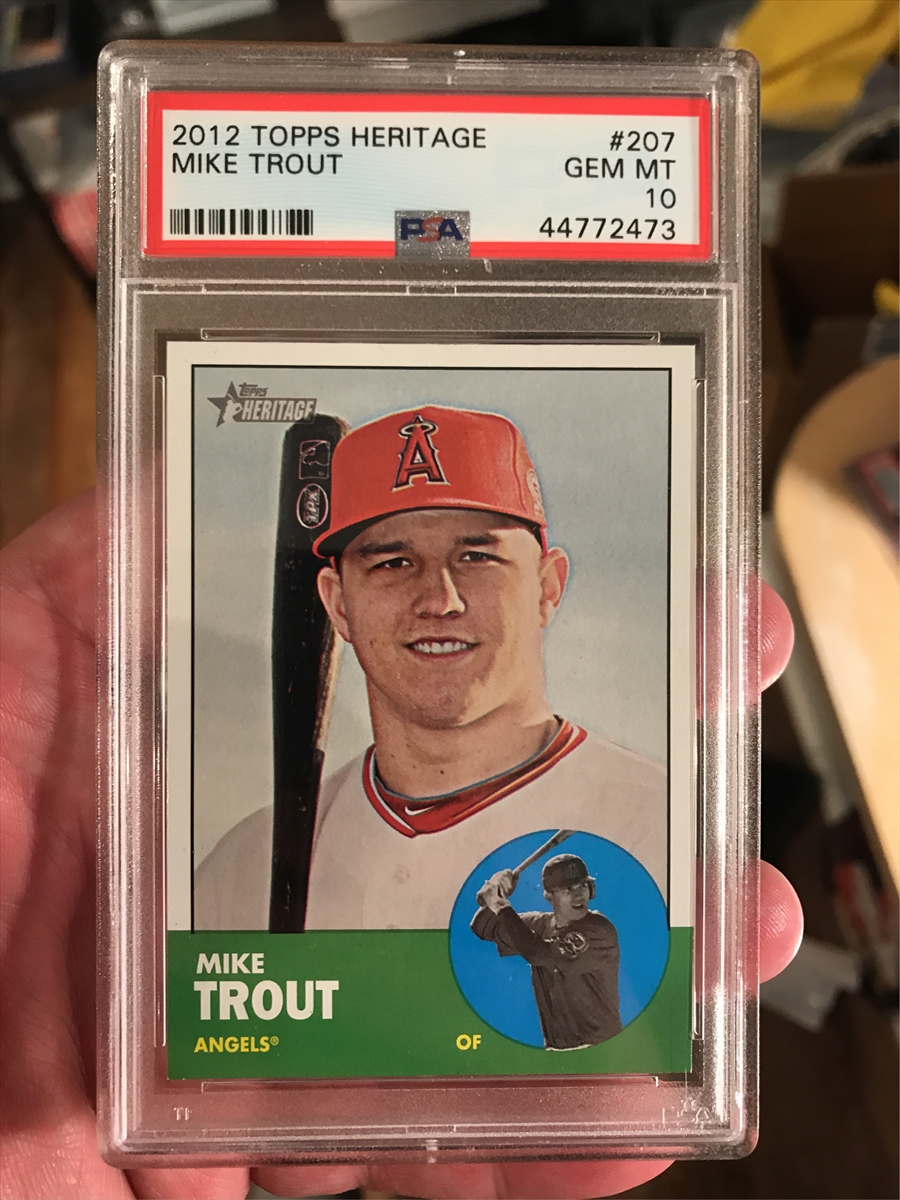 2012 TOPPS HERITAGE #207
MIKE TROUT GEM MT
10
PSA 44772473
TOPPS
HERITAGE
A
MIKE
TROUT
ANGELS® OF